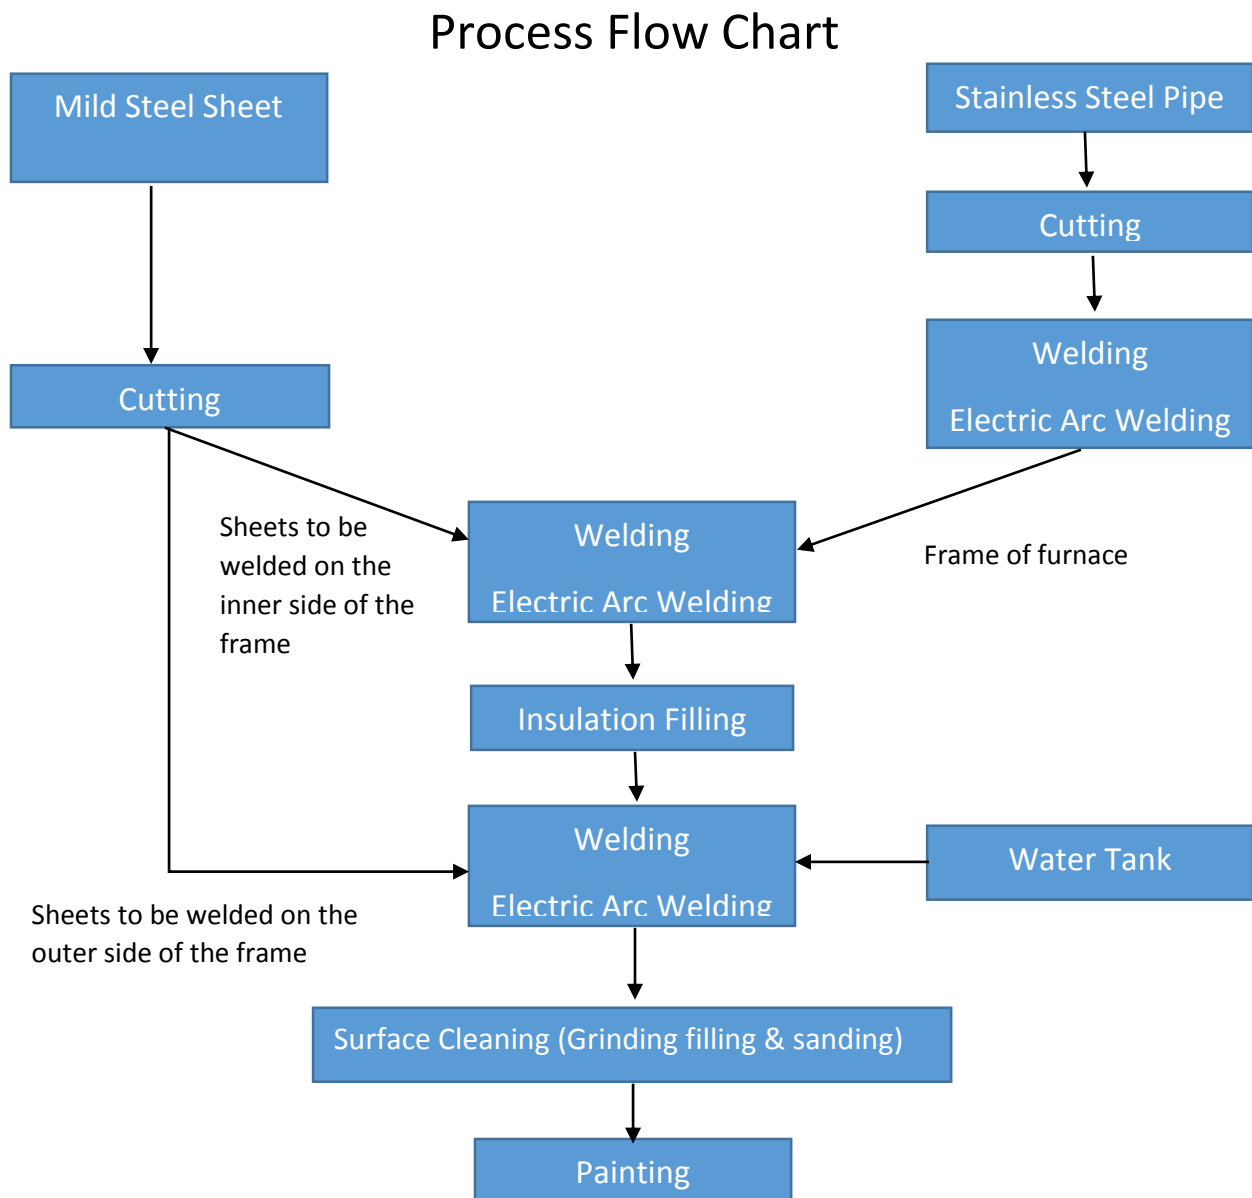 Process Flow Chart
Mild Steel Sheet
Stainless Steel Pipe
Cutting
Welding
Electric Arc Welding
Cutting
Sheets to be
welded on the
inner side of the
frame
Welding
Electric Arc Welding
Frame of furnace
Insulation Filling
Welding
Electric Arc Welding
Water Tank
Sheets to be welded on the
outer side of the frame
Surface Cleaning (Grinding filling & sanding)
Painting